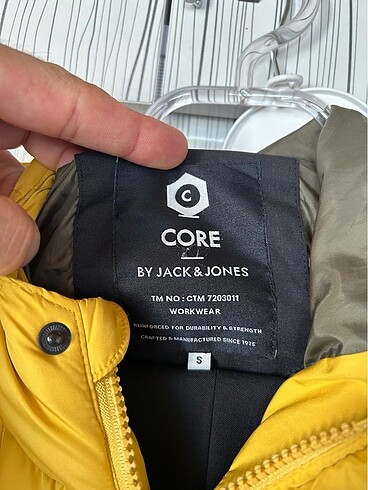 C
CORE
BY JACK & JONES
TM NO : CTM 7203011
WORKWEAR
REINFORCED FOR DURABILITY & STRENGTH
CRAFTED & MANUFACTURED SINCE 1975
S